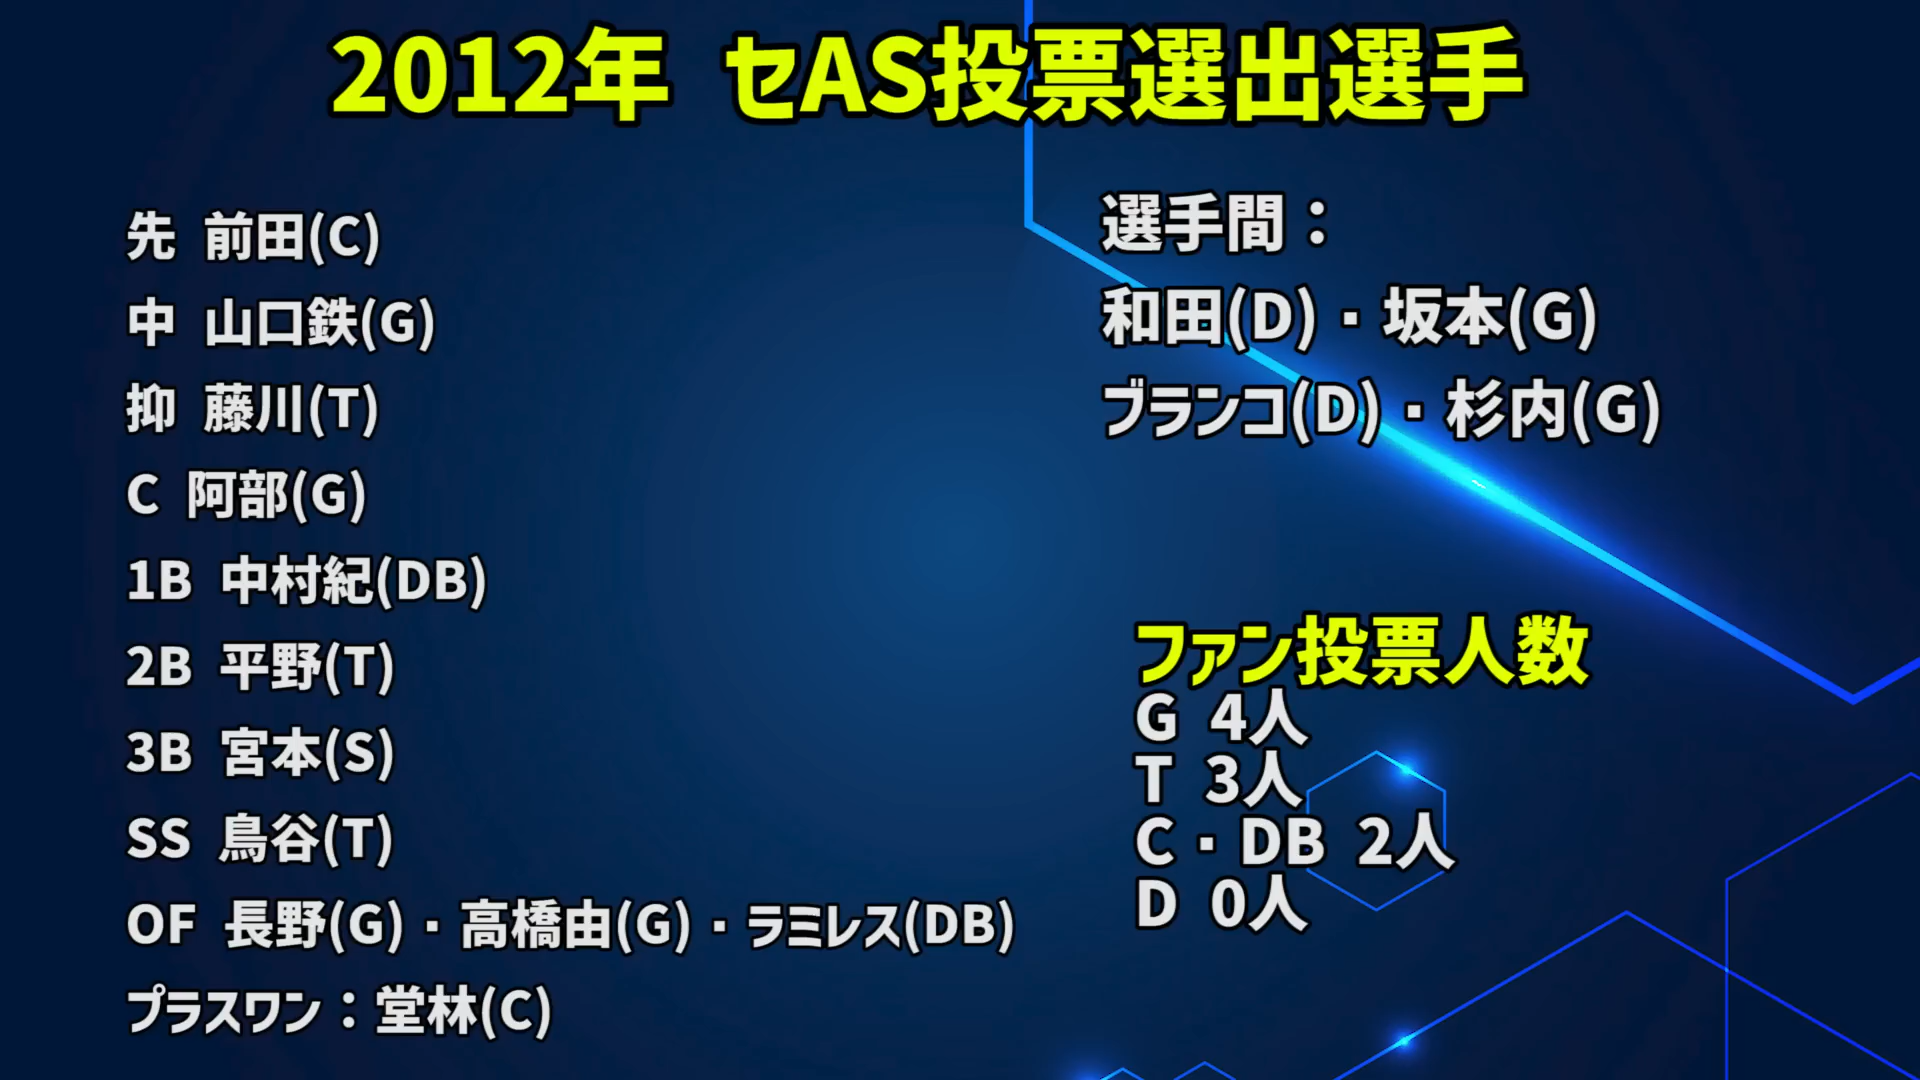 2012年 セAS投票選出選手
先 前田(C)
中 山口鉄(G)
抑 藤川(T)
C 阿部(G)
1B 中村紀(DB)
2B 平野(T)
3B 宮本(S)
SS 鳥谷(T)
OF 長野(G)・高橋由(G)・ラミレス(DB)
プラスワン：堂林(C)
選手間：
和田(D)・坂本(G)
ブランコ(D)・杉内(G)
ファン投票人数
G 4人
T 3人
C・DB 2人
D 0人